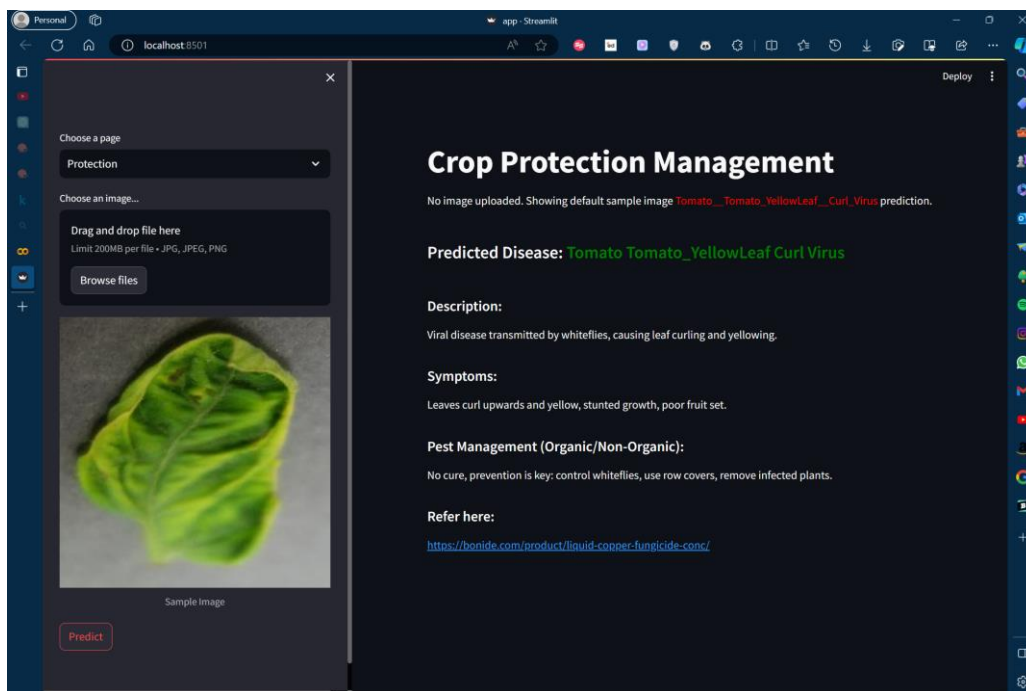 Personal
app · Streamlit
localhost:8501
Deploy
Choose a page
Protection
Choose an image...
Drag and drop file here
Limit 200MB per file • JPG, JPEG, PNG
Browse files
Sample Image
Predict
Crop Protection Management
No image uploaded. Showing default sample image Tomato__Tomato_YellowLeaf__Curl_Virus prediction.
Predicted Disease: Tomato Tomato_YellowLeaf Curl Virus
Description:
Viral disease transmitted by whiteflies, causing leaf curling and yellowing.
Symptoms:
Leaves curl upwards and yellow, stunted growth, poor fruit set.
Pest Management (Organic/Non-Organic):
No cure, prevention is key: control whiteflies, use row covers, remove infected plants.
Refer here:
https://bonide.com/product/liquid-copper-fungicide-conc/